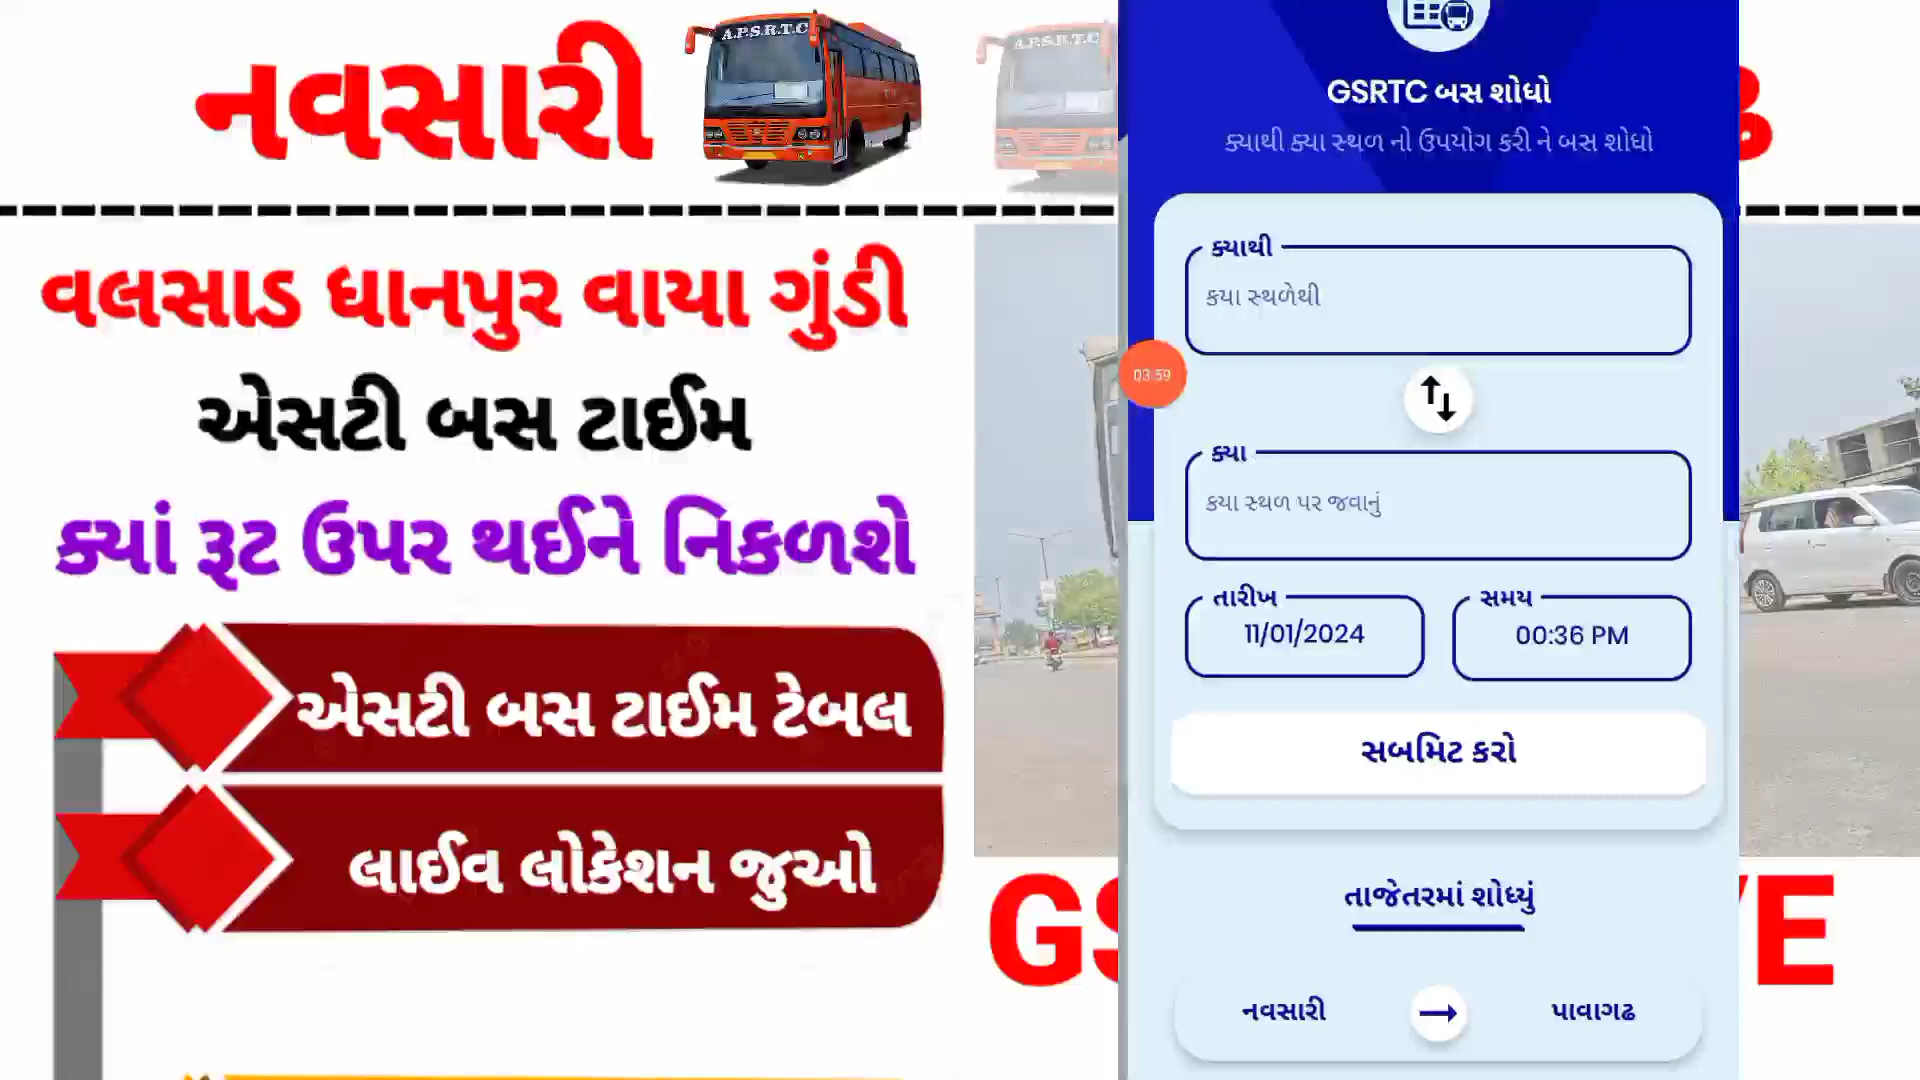 નવસારી
A.P.S.R.T.C
A.P.S.R.T.C
વલસાડ ધાનપુર વાયા ગુંડી
એસટી બસ ટાઈમ
ક્યાં રૂટ ઉપર થઈને નિકળશે
એસટી બસ ટાઈમ ટેબલ
લાઈવ લોકેશન જુઓ
GSRTC બસ શોધો
ક્યાથી ક્યા સ્થળ નો ઉપયોગ કરી ને બસ શોધો
ક્યાથી
કયા સ્થળેથી
03:59
ક્યા
કયા સ્થળ પર જવાનું
તારીખ
11/01/2024
સમય
00:36 PM
સબમિટ કરો
તાજેતરમાં શોધ્યું
નવસારી
પાવાગઢ